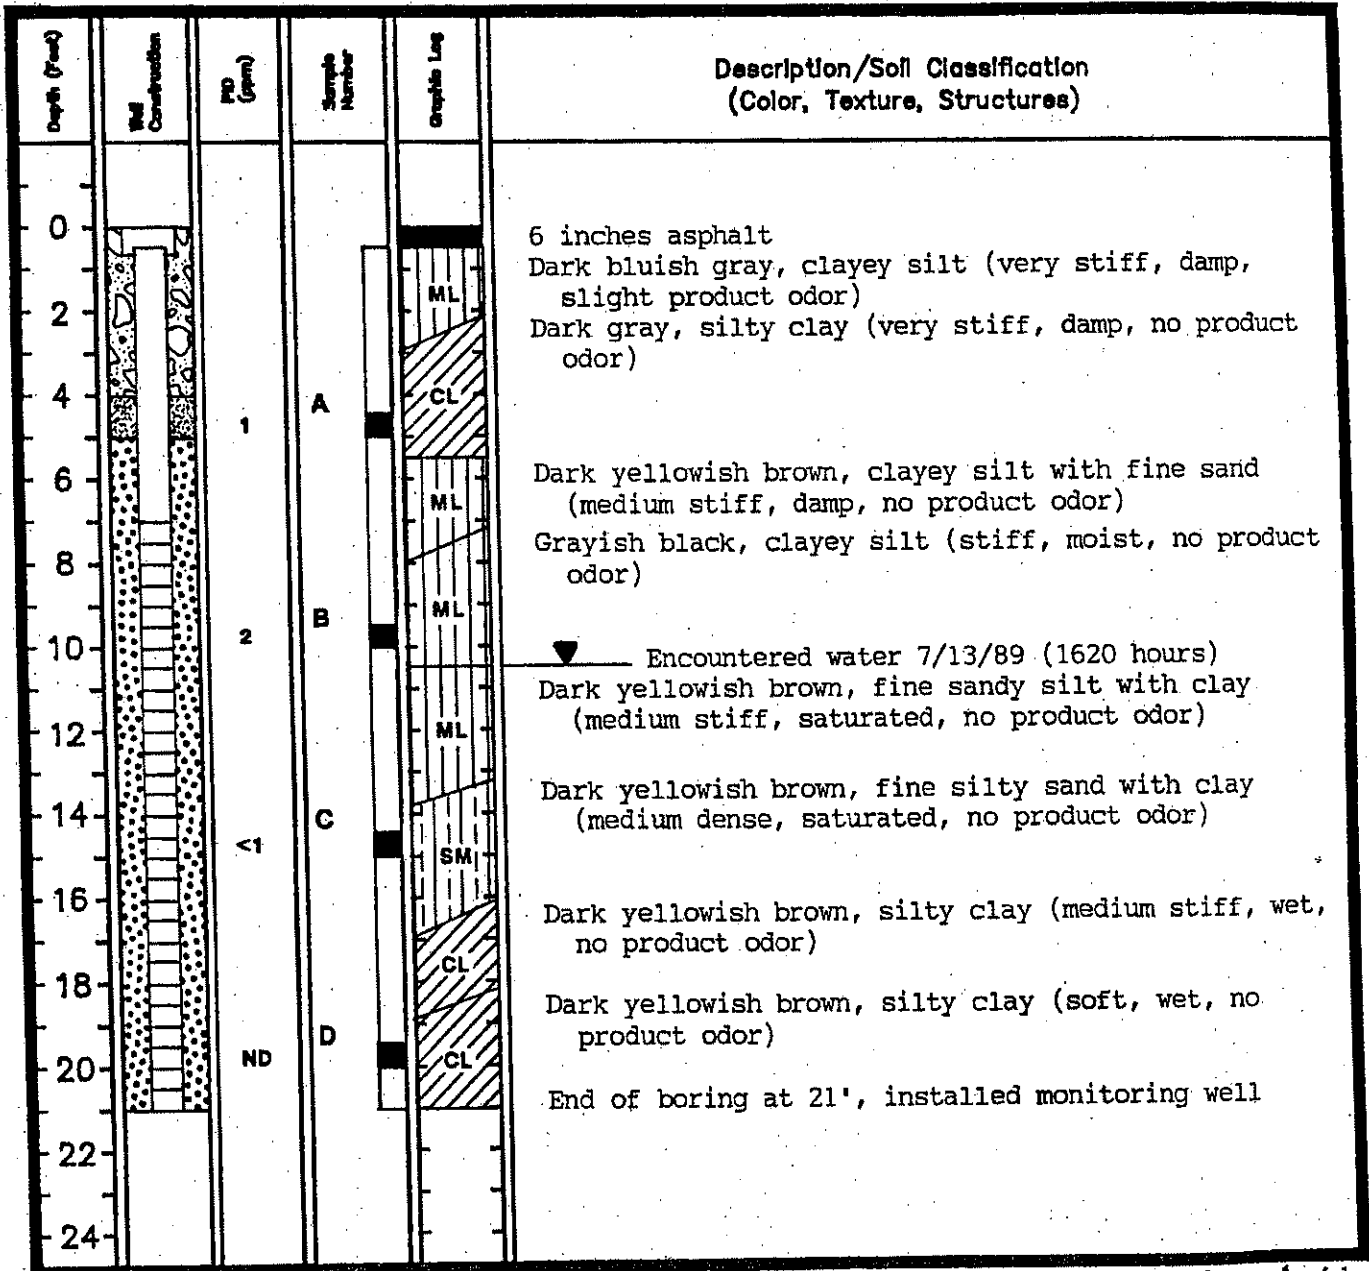 Depth (Feet)
Well Construction
PID (ppm)
Sample Number
Graphic Log
Description/Soil Classification
(Color, Texture, Structures)
0
2
4
6
8
10
12
14
16
18
20
22
24
1
2
<1
ND
A
B
C
D
ML
CL
ML
ML
ML
SM
CL
CL
6 inches asphalt
Dark bluish gray, clayey silt (very stiff, damp,
slight product odor)
Dark gray, silty clay (very stiff, damp, no product
odor)
Dark yellowish brown, clayey silt with fine sand
(medium stiff, damp, no product odor)
Grayish black, clayey silt (stiff, moist, no product
odor)
Encountered water 7/13/89 (1620 hours)
Dark yellowish brown, fine sandy silt with clay
(medium stiff, saturated, no product odor)
Dark yellowish brown, fine silty sand with clay
(medium dense, saturated, no product odor)
Dark yellowish brown, silty clay (medium stiff, wet,
no product odor)
Dark yellowish brown, silty clay (soft, wet, no
product odor)
End of boring at 21', installed monitoring well